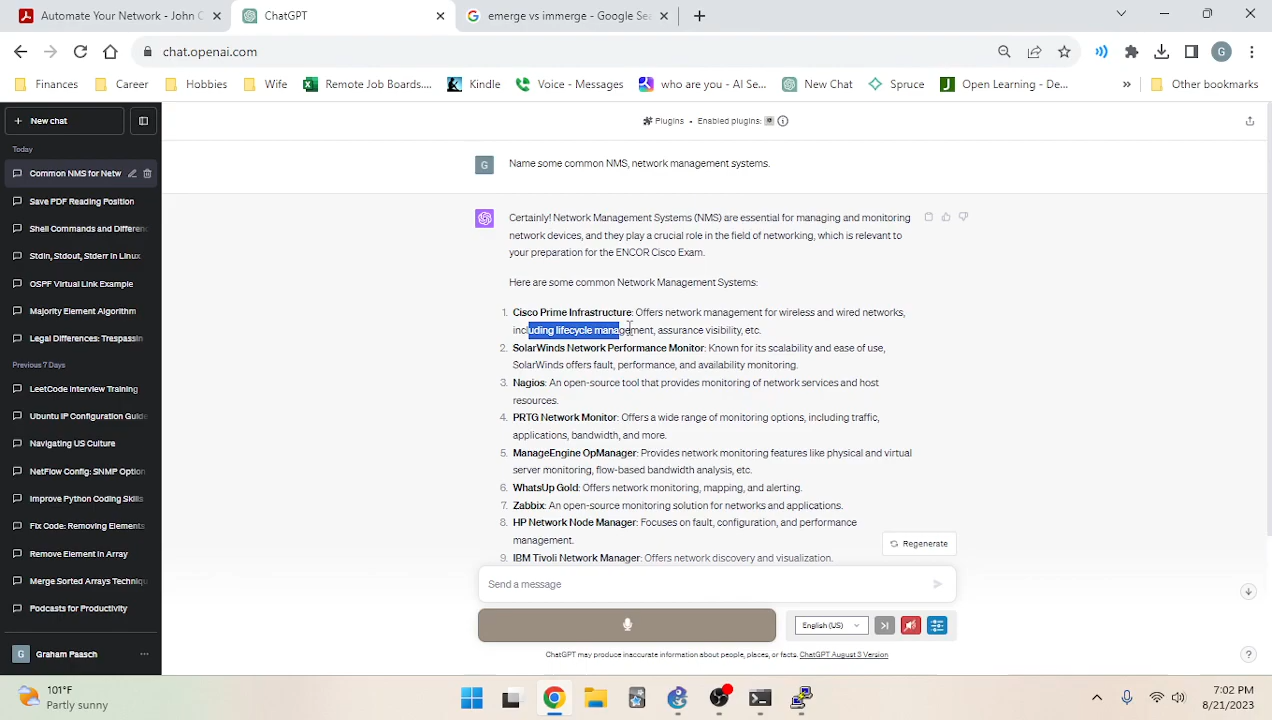 Automate Your Network - John C
ChatGPT
emerge vs immerge - Google Sea
chat.openai.com
G
Finances
Career
Hobbies
Wife
Remote Job Boards....
Kindle
Voice - Messages
who are you - AI Se...
New Chat
Spruce
Open Learning - De...
»
Other bookmarks
+ New chat
Plugins - Enabled plugins:
Today
Common NMS for Netw
Save PDF Reading Position
Shell Commands and Differenc
Stdin, Stdout, Stderr in Linux.
OSPF Virtual Link Example
Majority Element Algorithm
Legal Differences: Trespassin
Previous 7 Days
LeetCode Interview Training
Ubuntu IP Configuration Guide
Navigating US Culture
NetFlow Config: SNMP Option
Improve Python Coding Skills
Fix Code: Removing Elements
Remove Element in Array
Merge Sorted Arrays Techniqu
Podcasts for Productivity
Graham Paasch
G
Name some common NMS, network management systems.
Certainly! Network Management Systems (NMS) are essential for managing and monitoring
network devices, and they play a crucial role in the field of networking, which is relevant to
your preparation for the ENCOR Cisco Exam.
Here are some common Network Management Systems:
1. Cisco Prime Infrastructure: Offers network management for wireless and wired networks,
including lifecycle management, assurance visibility, etc.
2. SolarWinds Network Performance Monitor: Known for its scalability and ease of use,
SolarWinds offers fault, performance, and availability monitoring.
3. Nagios: An open-source tool that provides monitoring of network services and host
resources.
4. PRTG Network Monitor: Offers a wide range of monitoring options, including traffic,
applications, bandwidth, and more.
5. ManageEngine OpManager: Provides network monitoring features like physical and virtual
server monitoring, flow-based bandwidth analysis, etc.
6. WhatsUp Gold: Offers network monitoring, mapping, and alerting.
7. Zabbix: An open-source monitoring solution for networks and applications.
8. HP Network Node Manager: Focuses on fault, configuration, and performance
management.
9. IBM Tivoli Network Manager: Offers network discovery and visualization.
Regenerate
Send a message
English (US)
ChatGPT may produce inaccurate information about people, places, or facts. ChatGPT August 3 Version
?
101°F
Partly sunny
7:02 PM
8/21/2023